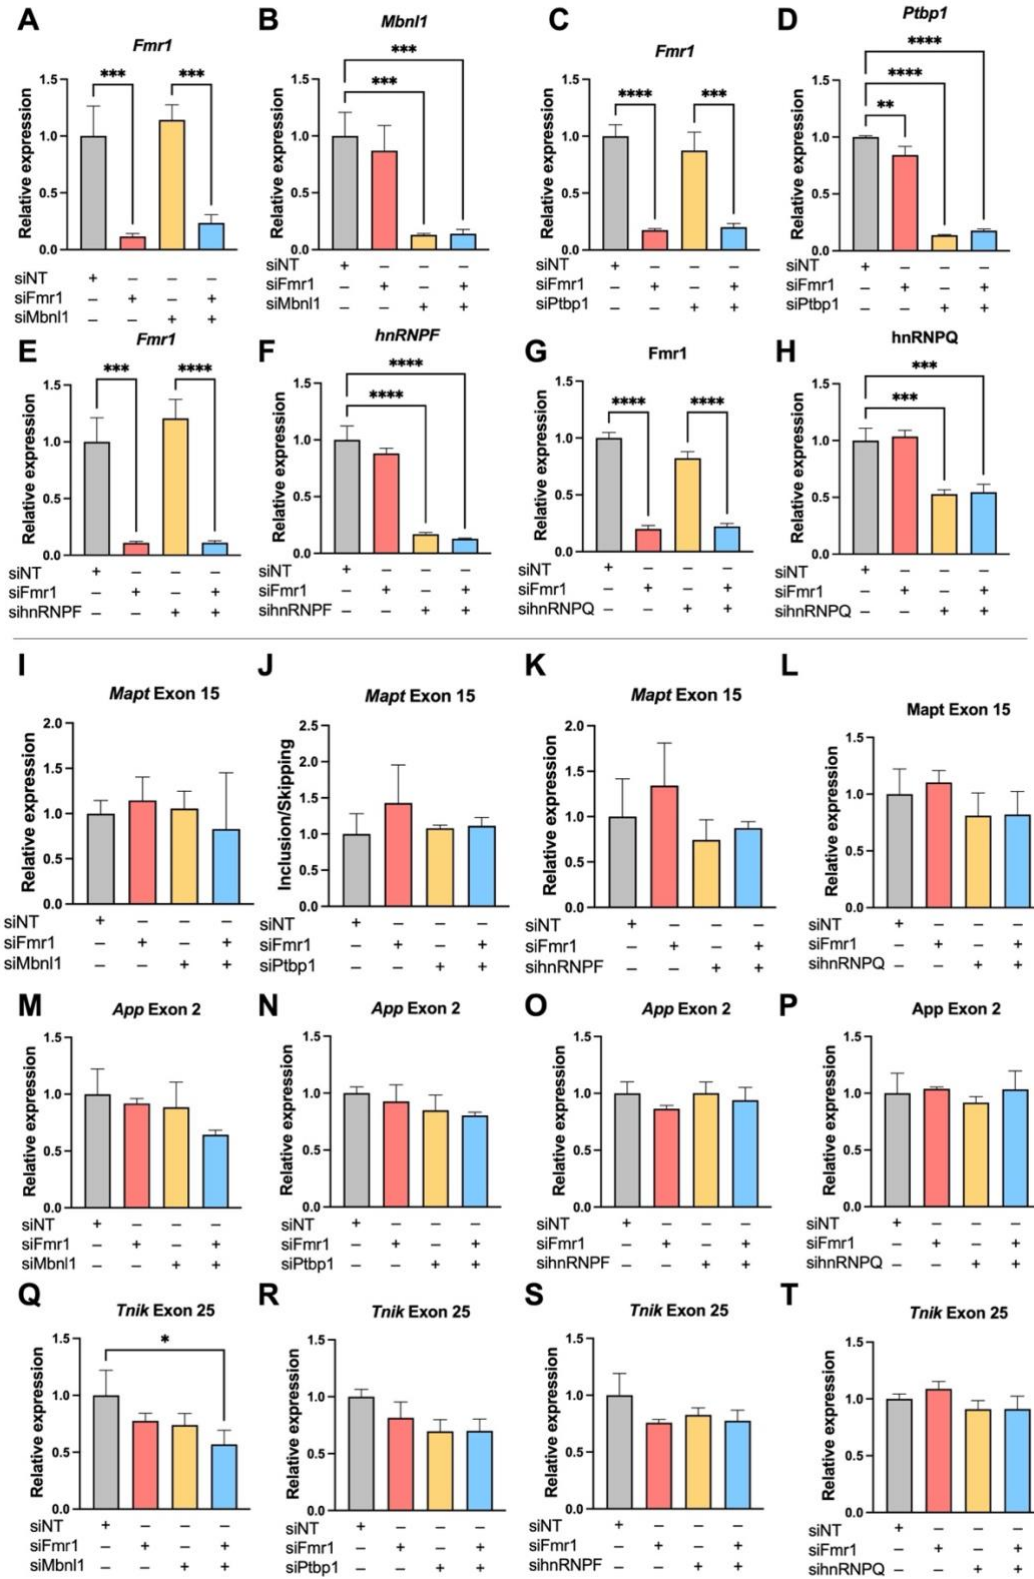 A
Fmr1
*** ***
Relative expression
1.5
1.0
0.5
0.0
siNT + – – –
siFmr1 – + – +
siMbnl1 – – + +
B
Mbnl1
***
***
Relative expression
1.5
1.0
0.5
0.0
siNT + – – –
siFmr1 – + – +
siMbnl1 – – + +
C
Fmr1
**** ***
Relative expression
1.5
1.0
0.5
0.0
siNT + – – –
siFmr1 – + – +
siPtbp1 – – + +
D
Ptbp1
****
****
**
Relative expression
1.5
1.0
0.5
0.0
siNT + – – –
siFmr1 – + – +
siPtbp1 – – + +
E
Fmr1
*** ****
Relative expression
1.5
1.0
0.5
0.0
siNT + – – –
siFmr1 – + – +
sihnRNPF – – + +
F
hnRNPF
****
****
Relative expression
1.5
1.0
0.5
0.0
siNT + – – –
siFmr1 – + – +
sihnRNPF – – + +
G
Fmr1
**** ****
Relative expression
1.5
1.0
0.5
0.0
siNT + – – –
siFmr1 – + – +
sihnRNPQ – – + +
H
hnRNPQ
***
***
Relative expression
1.5
1.0
0.5
0.0
siNT + – – –
siFmr1 – + – +
sihnRNPQ – – + +
I
Mapt Exon 15
Relative expression
2.0
1.5
1.0
0.5
0.0
siNT + – – –
siFmr1 – + – +
siMbnl1 – – + +
J
Mapt Exon 15
Inclusion/Skipping
2.5
2.0
1.5
1.0
0.5
0.0
siNT + – – –
siFmr1 – + – +
siPtbp1 – – + +
K
Mapt Exon 15
Relative expression
2.0
1.5
1.0
0.5
0.0
siNT + – – –
siFmr1 – + – +
sihnRNPF – – + +
L
Mapt Exon 15
Relative expression
1.5
1.0
0.5
0.0
siNT + – – –
siFmr1 – + – +
sihnRNPQ – – + +
M
App Exon 2
Relative expression
1.5
1.0
0.5
0.0
siNT + – – –
siFmr1 – + – +
siMbnl1 – – + +
N
App Exon 2
Relative expression
1.5
1.0
0.5
0.0
siNT + – – –
siFmr1 – + – +
siPtbp1 – – + +
O
App Exon 2
Relative expression
1.5
1.0
0.5
0.0
siNT + – – –
siFmr1 – + – +
sihnRNPF – – + +
P
App Exon 2
Relative expression
1.5
1.0
0.5
0.0
siNT + – – –
siFmr1 – + – +
sihnRNPQ – – + +
Q
Tnik Exon 25
*
Relative expression
1.5
1.0
0.5
0.0
siNT + – – –
siFmr1 – + – +
siMbnl1 – – + +
R
Tnik Exon 25
Relative expression
1.5
1.0
0.5
0.0
siNT + – – –
siFmr1 – + – +
siPtbp1 – – + +
S
Tnik Exon 25
Relative expression
1.5
1.0
0.5
0.0
siNT + – – –
siFmr1 – + – +
sihnRNPF – – + +
T
Tnik Exon 25
Relative expression
1.5
1.0
0.5
0.0
siNT + – – –
siFmr1 – + – +
sihnRNPQ – – + +